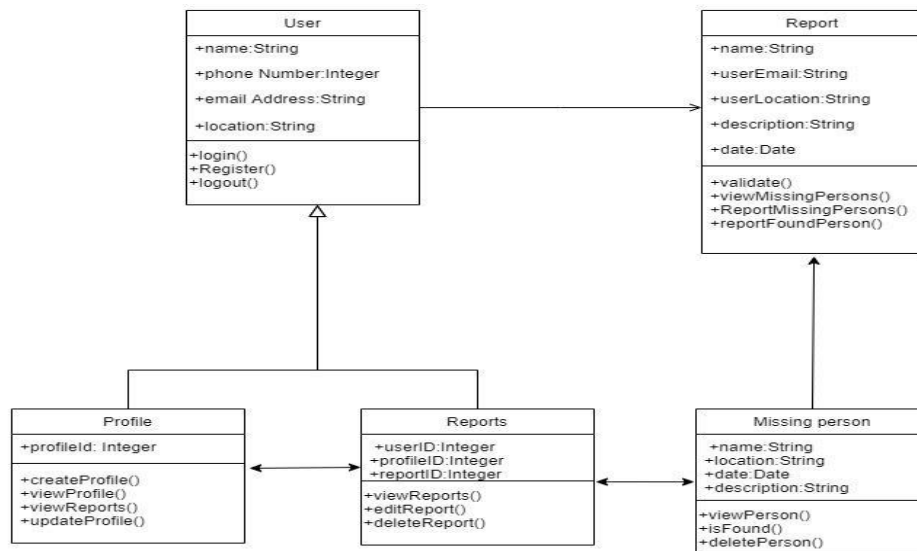 User
+name:String
+phone Number:Integer
+email Address:String
+location:String
+login()
+Register()
+logout()
Report
+name:String
+userEmail:String
+userLocation:String
+description:String
+date:Date
+validate()
+viewMissingPersons()
+ReportMissingPersons()
+reportFoundPerson()
Profile
+profileId: Integer
+createProfile()
+viewProfile()
+viewReports()
+updateProfile()
Reports
+userID:Integer
+profileID:Integer
+reportID:Integer
+viewReports()
+editReport()
+deleteReport()
Missing person
+name:String
+location:String
+date:Date
+description:String
+viewPerson()
+isFound()
+deletePerson()